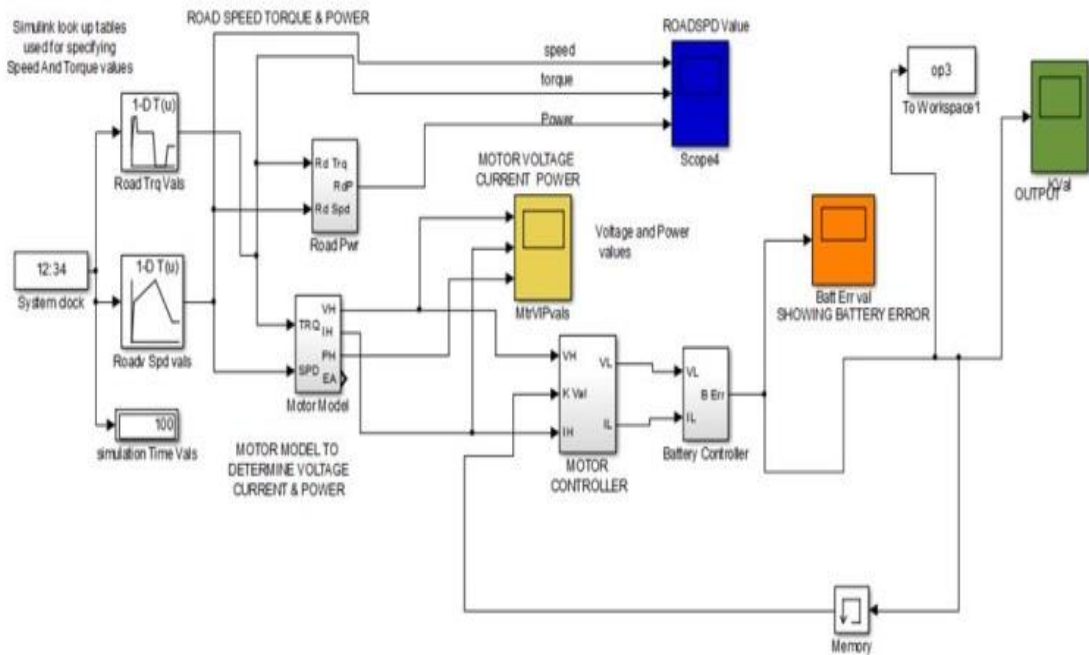 Simulink look up tables
used for specifying
Speed And Torque values
ROAD SPEED TORQUE & POWER
ROADSPD Value
speed
torque
Power
Scope4
op3
To Workspace1
KVal
OUTPUT
1-D T(u)
Road Trq Vals
Rd Trq
RdP
Rd Spd
Road Pwr
MOTOR VOLTAGE
CURRENT POWER
MtrVIPvals
Voltage and Power
values
Batt Err val
SHOWING BATTERY ERROR
12:34
System clock
1-D T(u)
Roadv Spd vals
100
simulation Time Vals
TRQ
SPD
VH
IH
PH
EA
Motor Model
MOTOR MODEL TO
DETERMINE VOLTAGE
CURRENT & POWER
VH
K Val
IH
VL
IL
MOTOR
CONTROLLER
VL
IL
B Err
Battery Controller
Memory